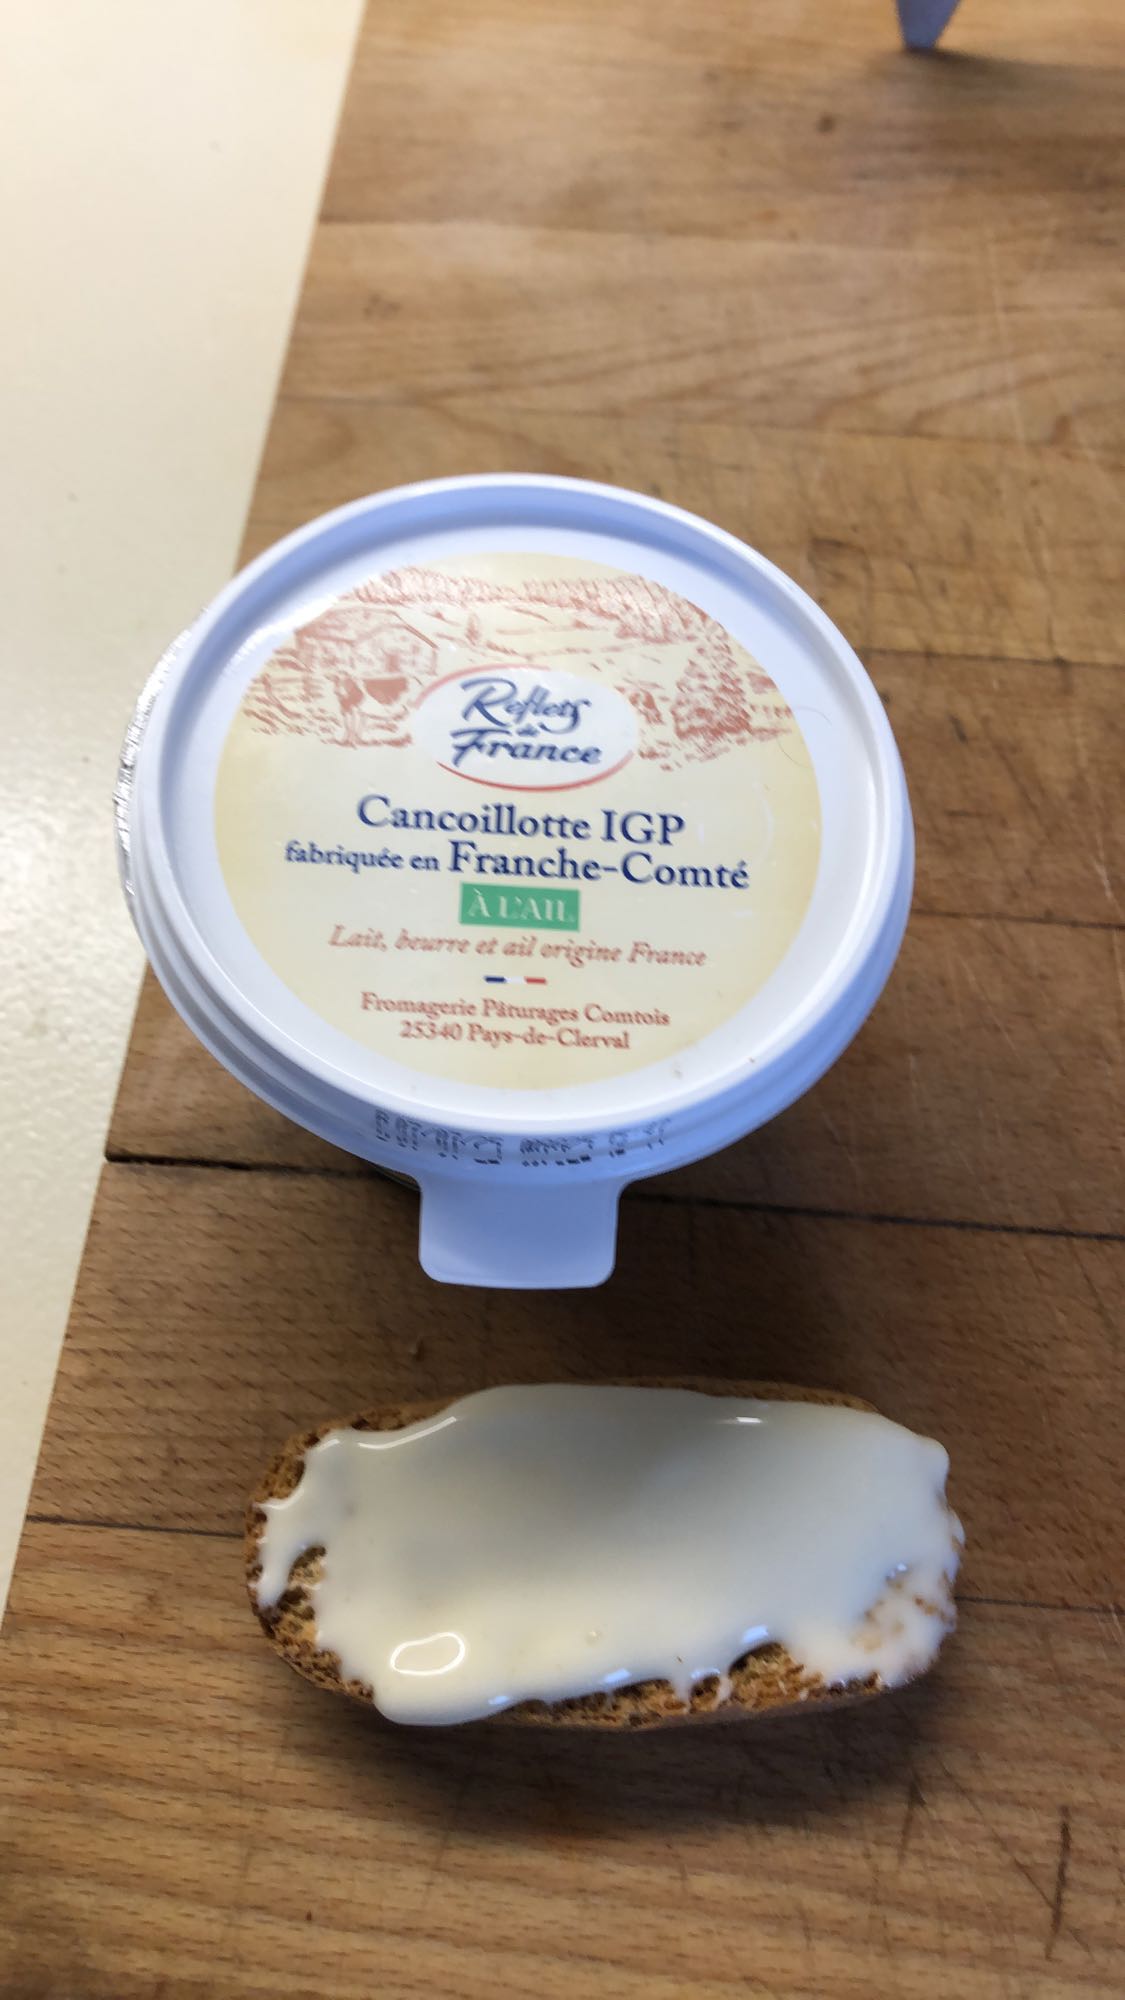 Reflets
de
France
Cancoillotte IGP
fabriquée en Franche-Comté
À L'AIL
Lait, beurre et ail origine France
Fromagerie Pâturages Comtois
25340 Pays-de-Clerval